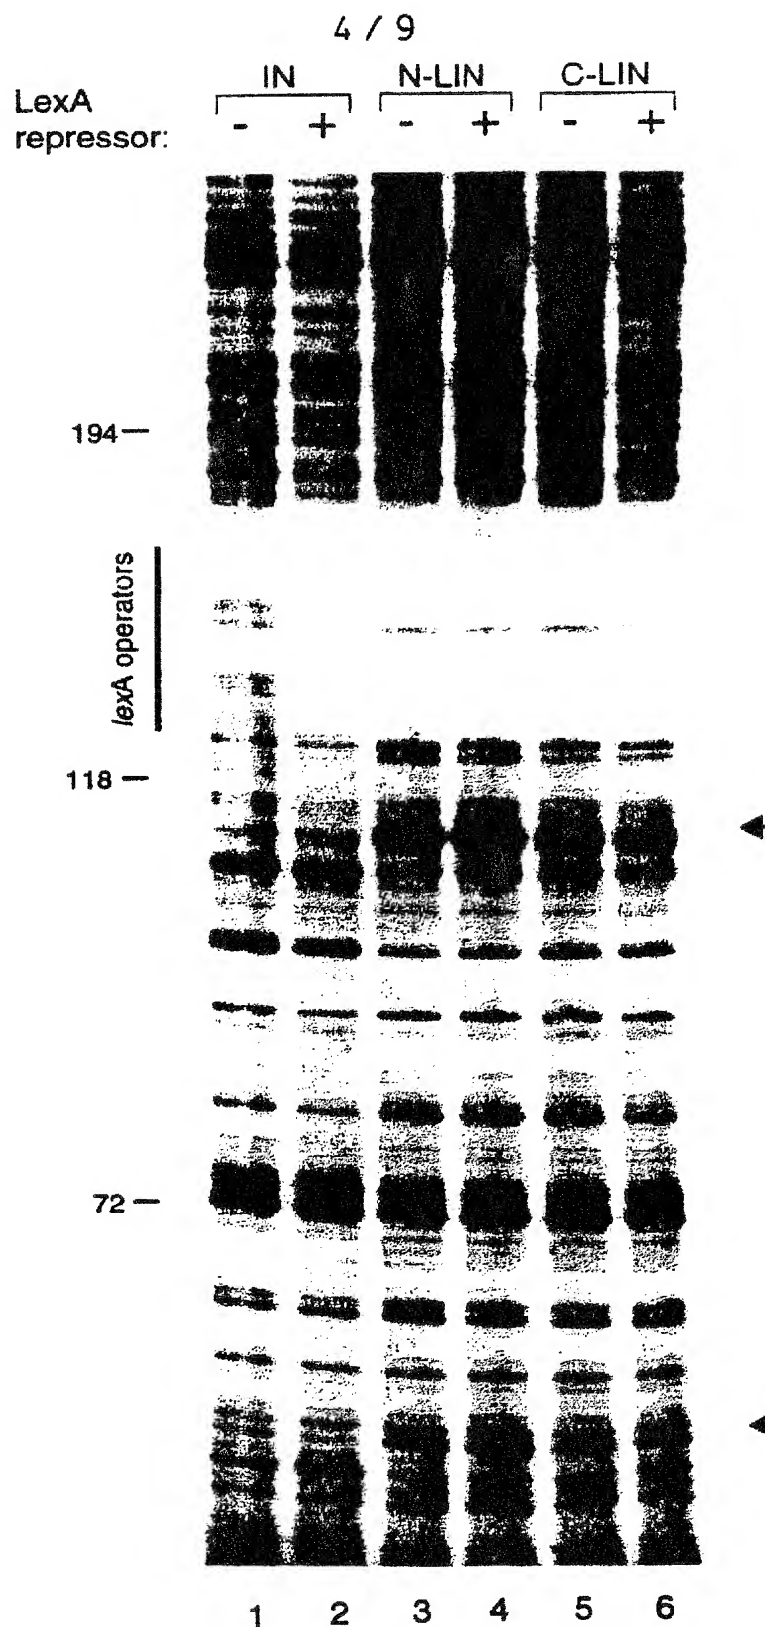 4 / 9
IN N-LIN C-LIN
LexA
repressor: - + - + - +
194 —
lexA operators
118 —
72 —
1 2 3 4 5 6